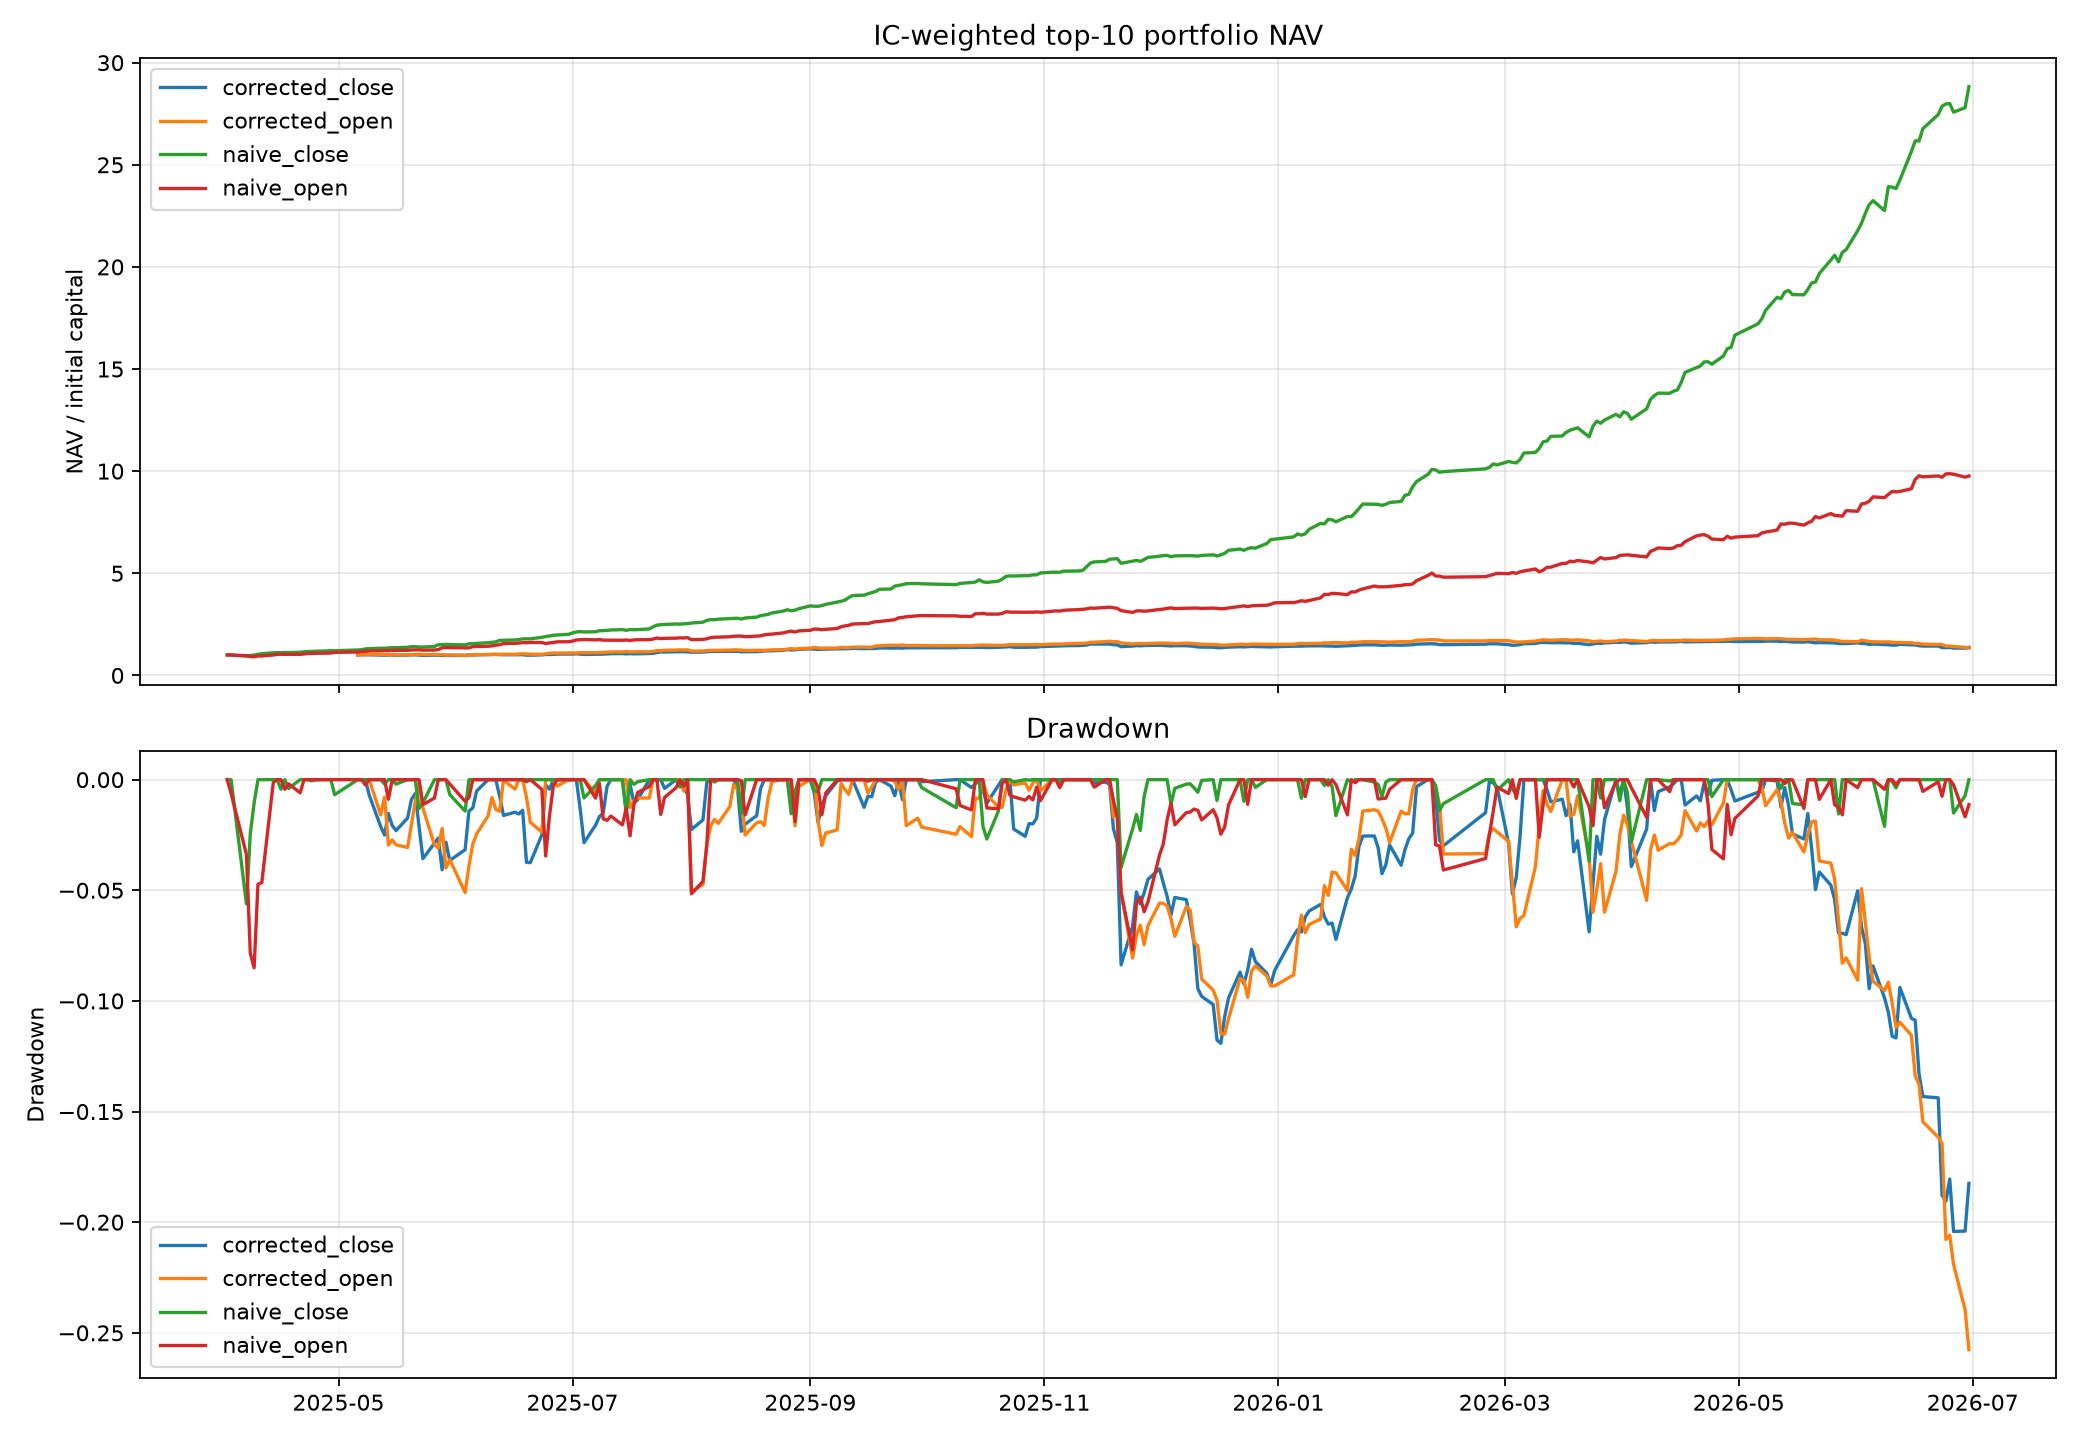 IC-weighted top-10 portfolio NAV
30
25
20
15
10
5
0
NAV / initial capital
corrected_close
corrected_open
naive_close
naive_open
Drawdown
0.00
−0.05
−0.10
−0.15
−0.20
−0.25
Drawdown
corrected_close
corrected_open
naive_close
naive_open
2025-05
2025-07
2025-09
2025-11
2026-01
2026-03
2026-05
2026-07